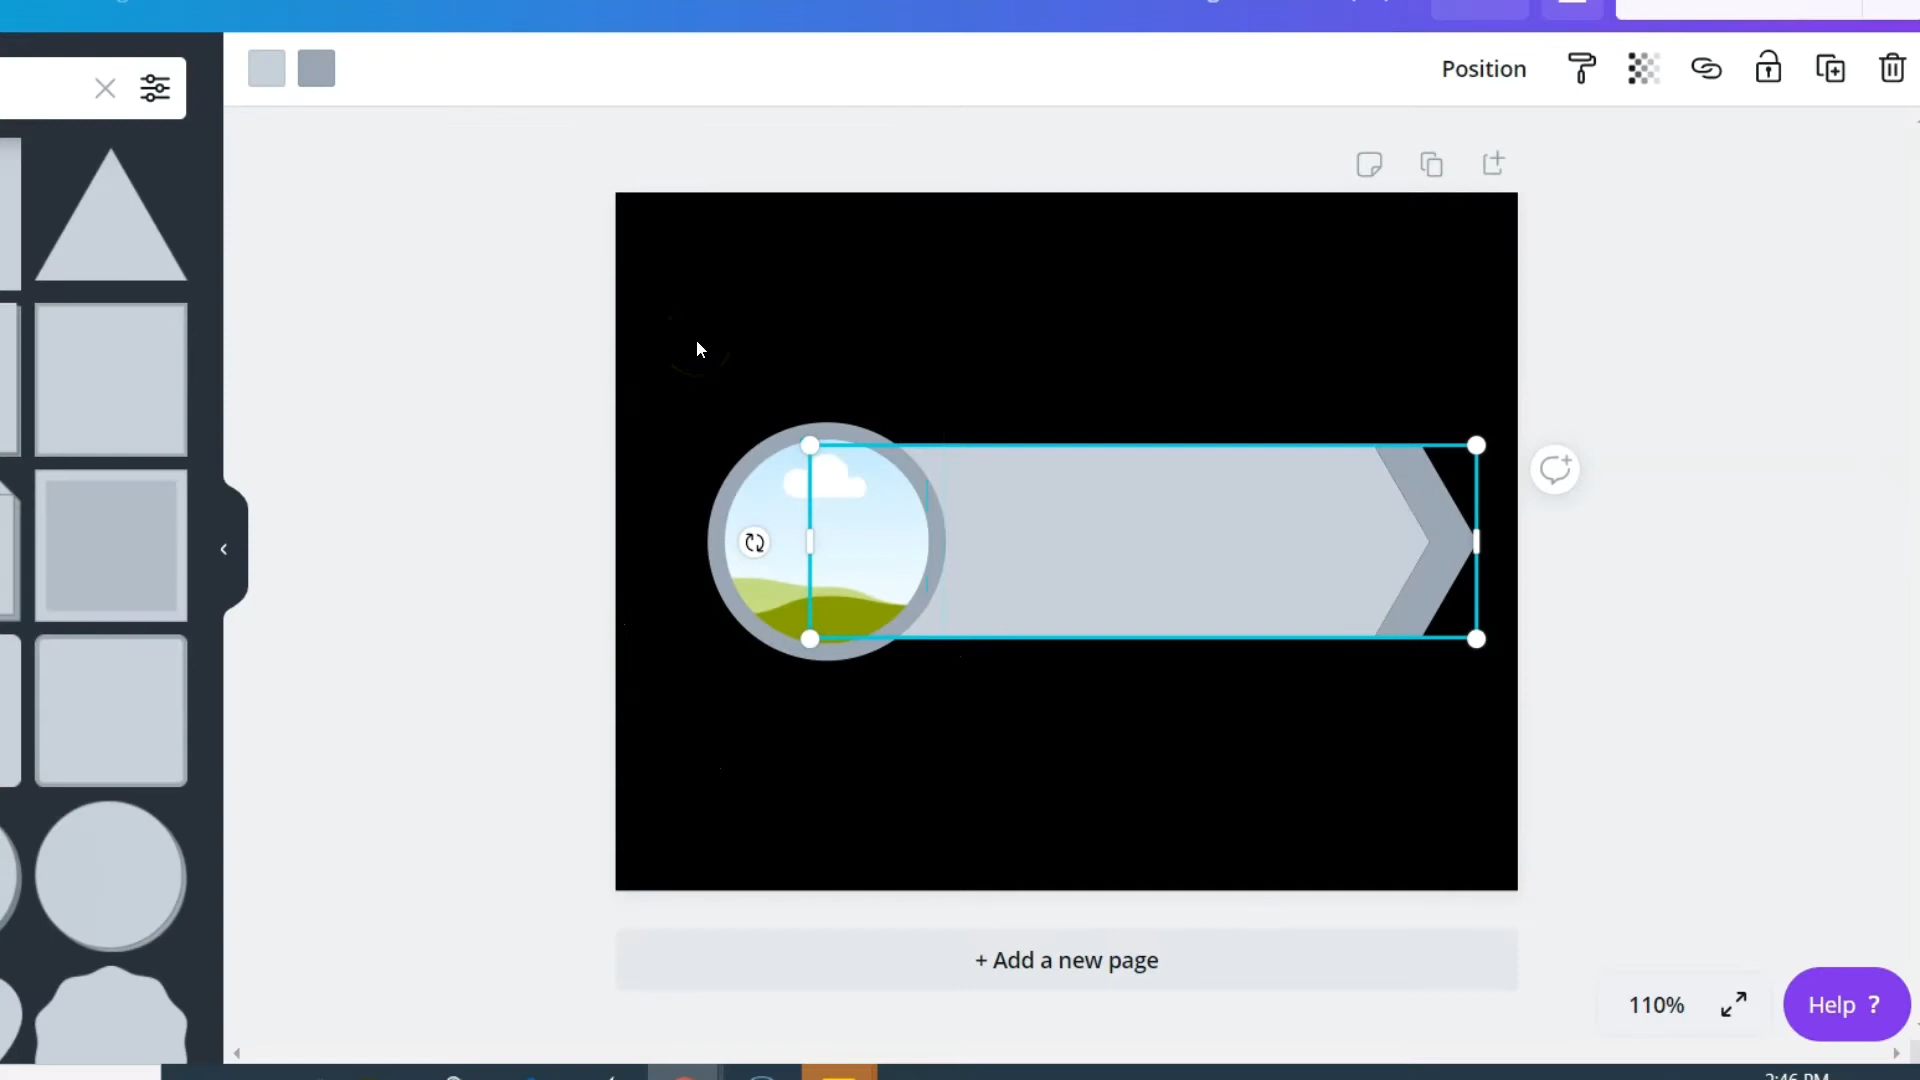 Position
+ Add a new page
110%
Help ?